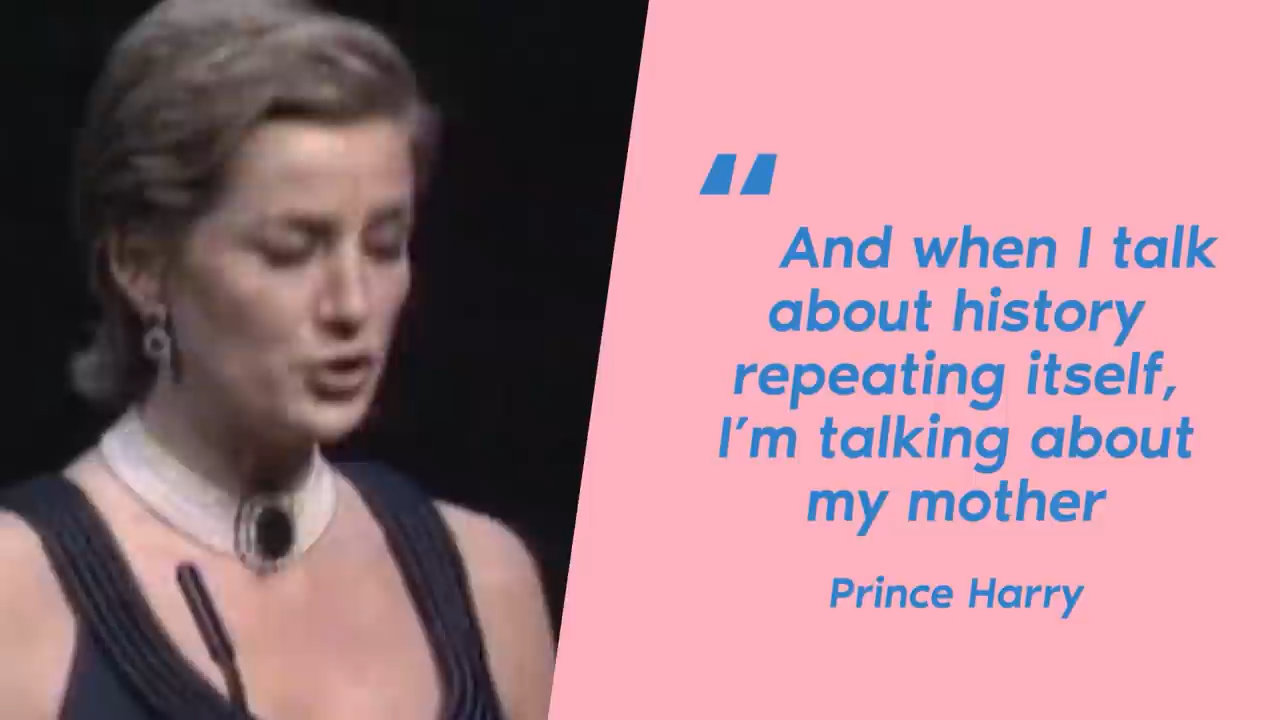 “
And when I talk
about history
repeating itself,
I’m talking about
my mother
Prince Harry